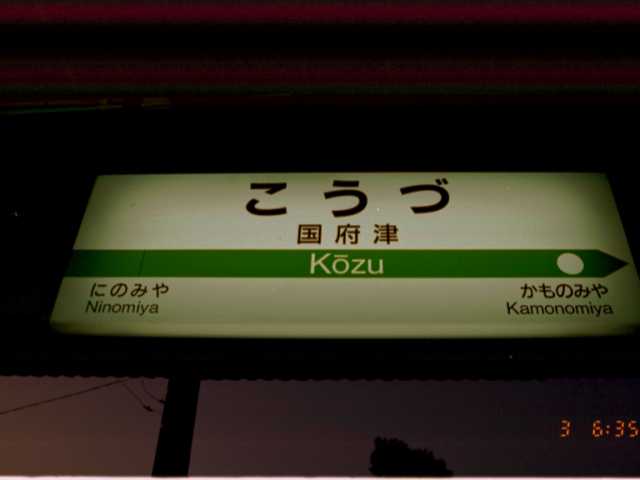 こうづ
国府津
Kōzu
にのみや かものみや
Ninomiya Kamonomiya
3 6:35